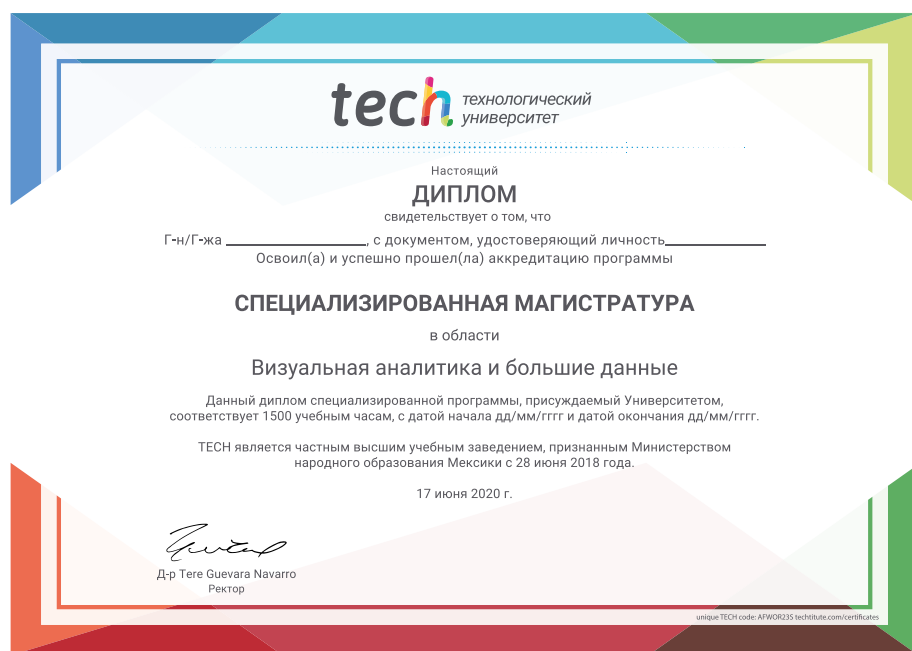 tech технологический
университет
Настоящий
ДИПЛОМ
свидетельствует о том, что
Г-н/Г-жа ____________, с документом, удостоверяющий личность____________
Освоил(а) и успешно прошел(ла) аккредитацию программы
СПЕЦИАЛИЗИРОВАННАЯ МАГИСТРАТУРА
в области
Визуальная аналитика и большие данные
Данный диплом специализированной программы, присуждаемый Университетом,
соответствует 1500 учебным часам, с датой начала дд/мм/гггг и датой окончания дд/мм/гггг.
TECH является частным высшим учебным заведением, признанным Министерством
народного образования Мексики с 28 июня 2018 года.
17 июня 2020 г.
Д-р Tere Guevara Navarro
Ректор
unique TECH code: AFWOR235 techtitute.com/certificates